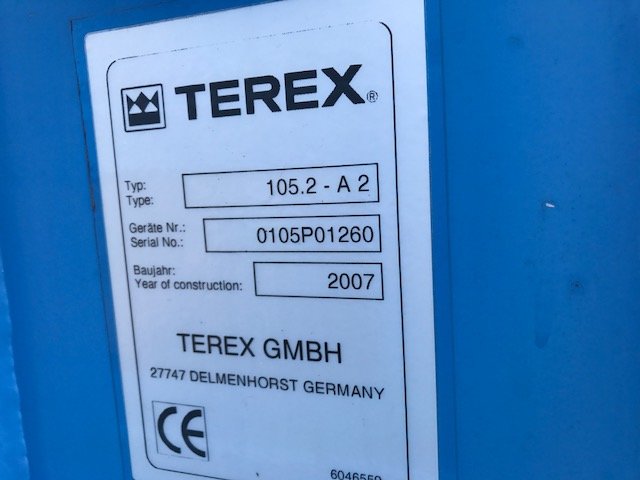 TEREX®
Typ: 105.2 - A 2
Type:
Geräte Nr.: 0105P01260
Serial No.:
Baujahr: 2007
Year of construction:
TEREX GMBH
27747 DELMENHORST GERMANY
CE